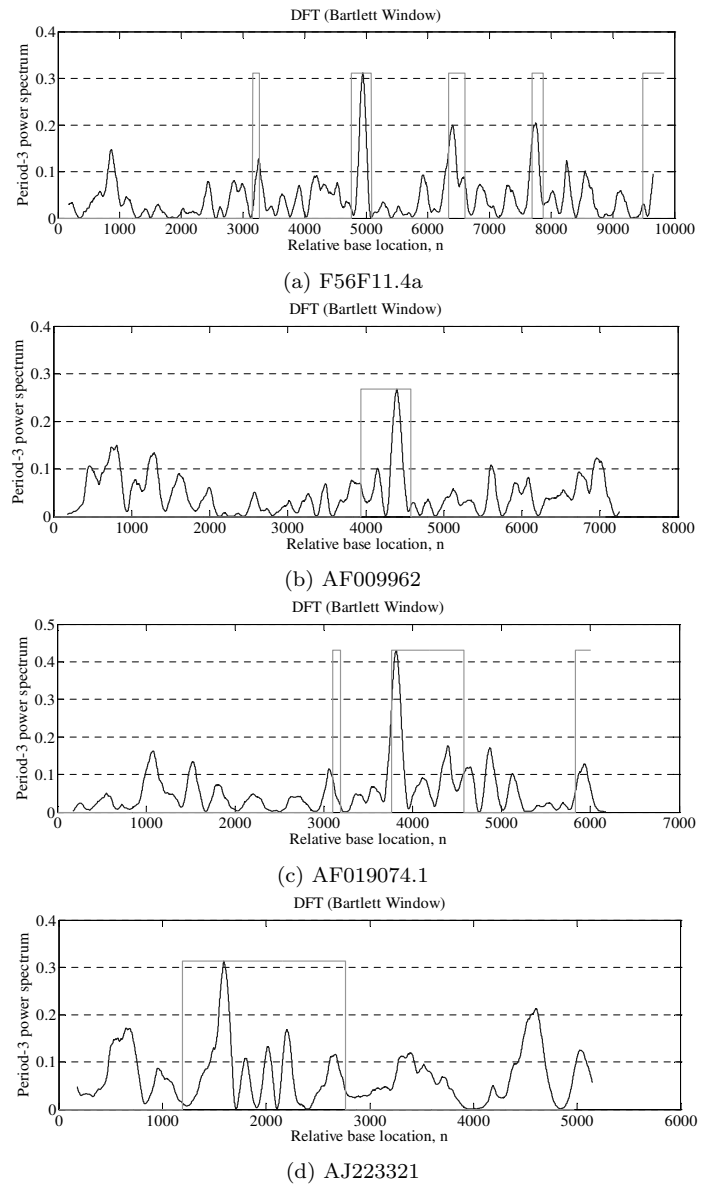 DFT (Bartlett Window)
Period-3 power spectrum
0.4
0.3
0.2
0.1
0
0 1000 2000 3000 4000 5000 6000 7000 8000 9000 10000
Relative base location, n
(a) F56F11.4a
DFT (Bartlett Window)
Period-3 power spectrum
0.4
0.3
0.2
0.1
0
0 1000 2000 3000 4000 5000 6000 7000 8000
Relative base location, n
(b) AF009962
DFT (Bartlett Window)
Period-3 power spectrum
0.5
0.4
0.3
0.2
0.1
0
0 1000 2000 3000 4000 5000 6000 7000
Relative base location, n
(c) AF019074.1
DFT (Bartlett Window)
Period-3 power spectrum
0.4
0.3
0.2
0.1
0
0 1000 2000 3000 4000 5000 6000
Relative base location, n
(d) AJ223321